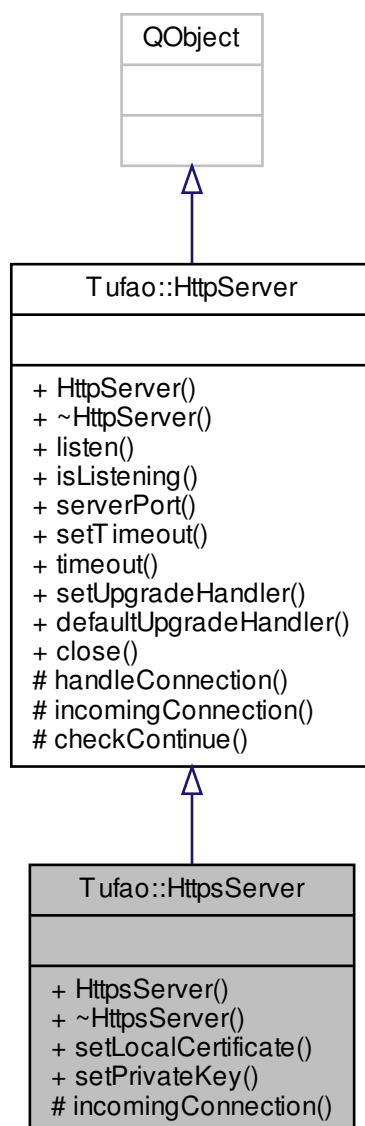 QObject
Tufao::HttpServer
+ HttpServer()
+ ~HttpServer()
+ listen()
+ isListening()
+ serverPort()
+ setTimeout()
+ timeout()
+ setUpgradeHandler()
+ defaultUpgradeHandler()
+ close()
# handleConnection()
# incomingConnection()
# checkContinue()
Tufao::HttpsServer
+ HttpsServer()
+ ~HttpsServer()
+ setLocalCertificate()
+ setPrivateKey()
# incomingConnection()